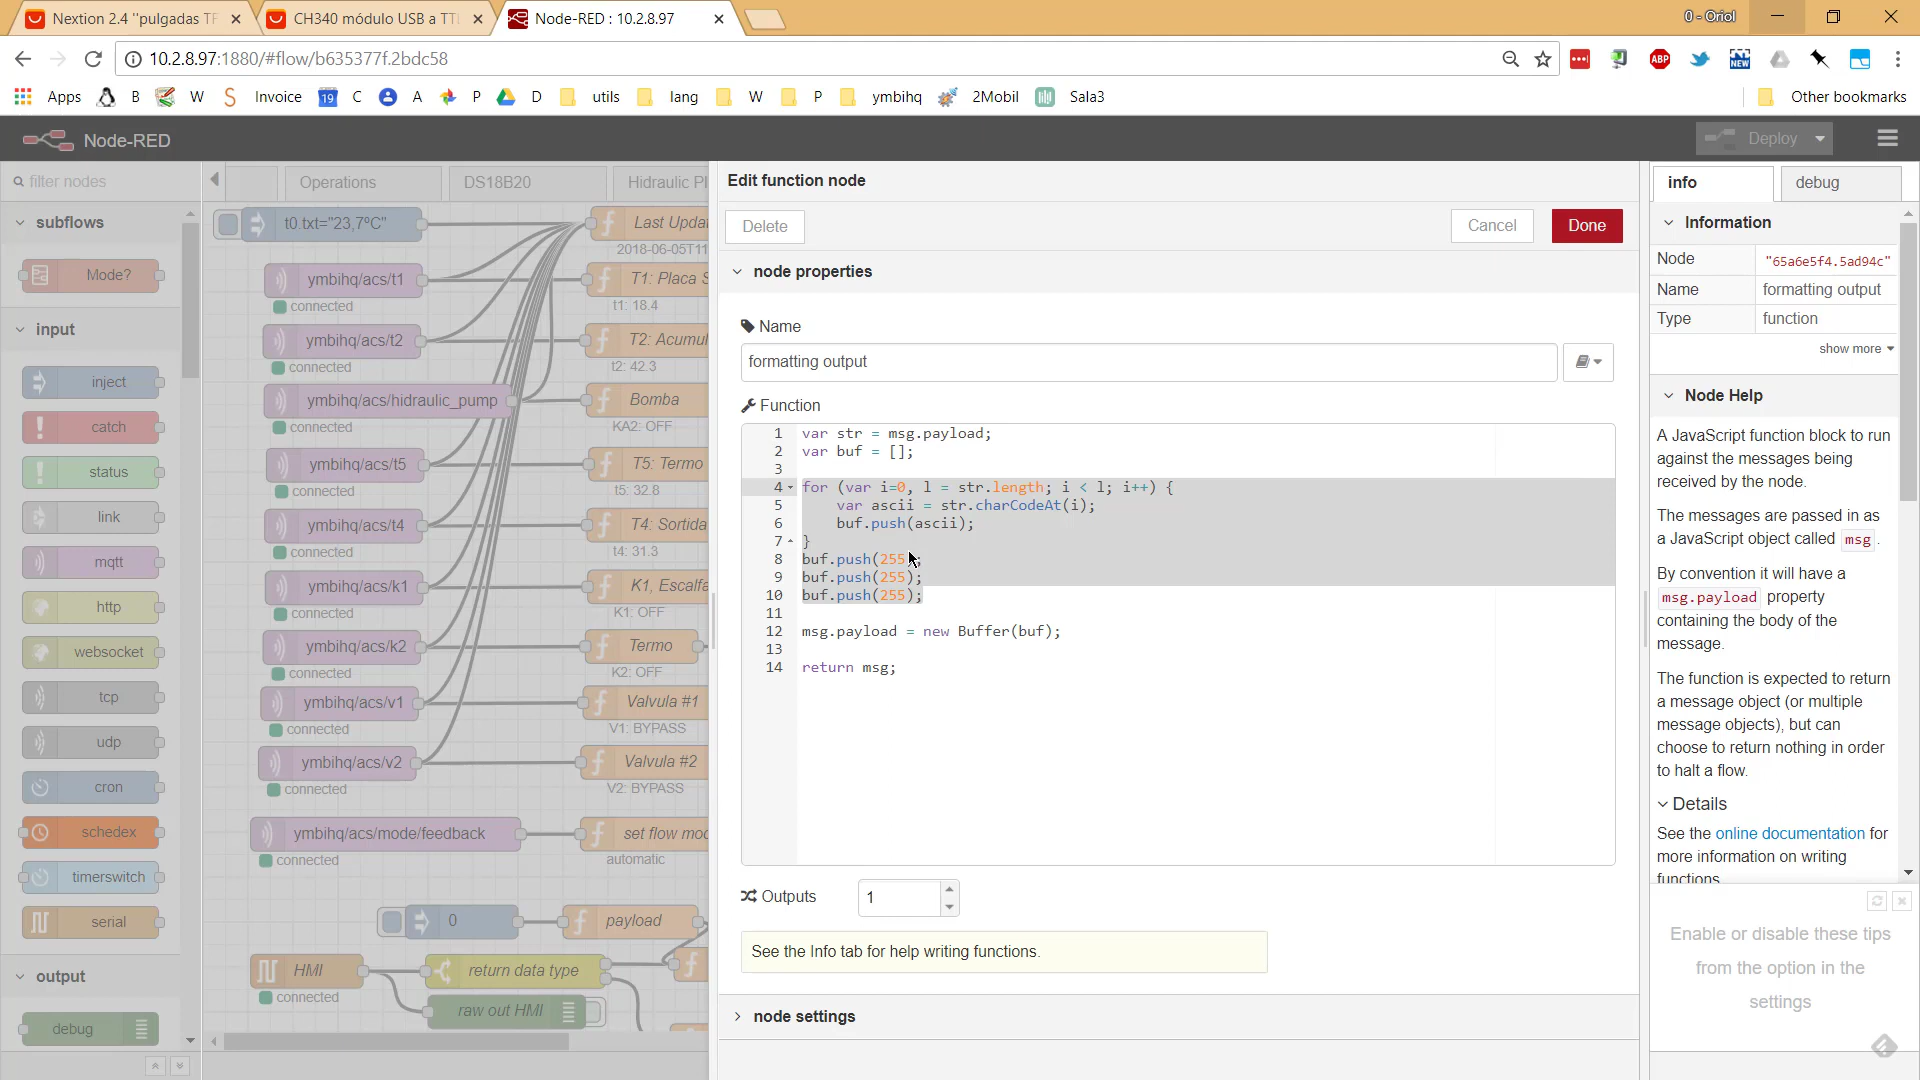 Nextion 2.4 "pulgadas TF
CH340 módulo USB a TTL
Node-RED : 10.2.8.97
0 - Oriol
10.2.8.97:1880/#flow/b635377f.2bdc58
ABP
NEW
Apps
B
W
Invoice
19
C
A
P
D
utils
lang
W
P
ymbihq
2Mobil
Sala3
Other bookmarks
Node-RED
Deploy
filter nodes
subflows
Mode?
input
inject
catch
status
link
mqtt
http
websocket
tcp
udp
cron
schedex
timerswitch
serial
output
debug
Operations
DS18B20
Hidraulic Pl
t0.txt="23,7ºC"
Last Upda
2018-06-05T11
ymbihq/acs/t1
connected
T1: Placa S
t1: 18.4
ymbihq/acs/t2
connected
T2: Acumul
t2: 42.3
ymbihq/acs/hidraulic_pump
connected
Bomba
KA2: OFF
ymbihq/acs/t5
connected
T5: Termo
t5: 32.8
ymbihq/acs/t4
connected
T4: Sortida
t4: 31.3
ymbihq/acs/k1
connected
K1, Escalfa
K1: OFF
ymbihq/acs/k2
connected
Termo
K2: OFF
ymbihq/acs/v1
connected
Valvula #1
V1: BYPASS
ymbihq/acs/v2
connected
Valvula #2
V2: BYPASS
ymbihq/acs/mode/feedback
connected
set flow mod
automatic
0
payload
HMI
connected
return data type
raw out HMI
Edit function node
Delete
Cancel
Done
node properties
Name
formatting output
Function
1 var str = msg.payload;
2 var buf = [];
3
4 for (var i=0, l = str.length; i < l; i++) {
5 var ascii = str.charCodeAt(i);
6 buf.push(ascii);
7 }
8 buf.push(255);
9 buf.push(255);
10 buf.push(255);
11
12 msg.payload = new Buffer(buf);
13
14 return msg;
Outputs
1
See the Info tab for help writing functions.
node settings
info
debug
Information
Node "65a6e5f4.5ad94c"
Name formatting output
Type function
show more
Node Help
A JavaScript function block to run
against the messages being
received by the node.
The messages are passed in as
a JavaScript object called msg .
By convention it will have a
msg.payload property
containing the body of the
message.
The function is expected to return
a message object (or multiple
message objects), but can
choose to return nothing in order
to halt a flow.
Details
See the online documentation for
more information on writing
functions.
Enable or disable these tips
from the option in the
settings